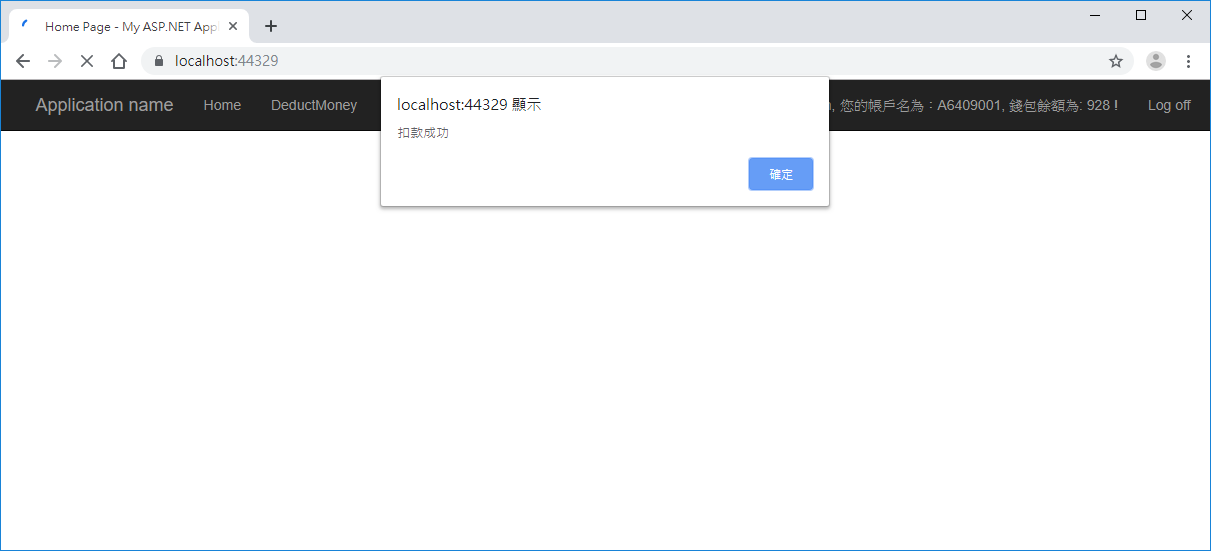 Home Page - My ASP.NET Appl
localhost:44329
Application name
Home
DeductMoney
您的帳戶名為：A6409001, 錢包餘額為: 928 !
Log off
localhost:44329 顯示
扣款成功
確定